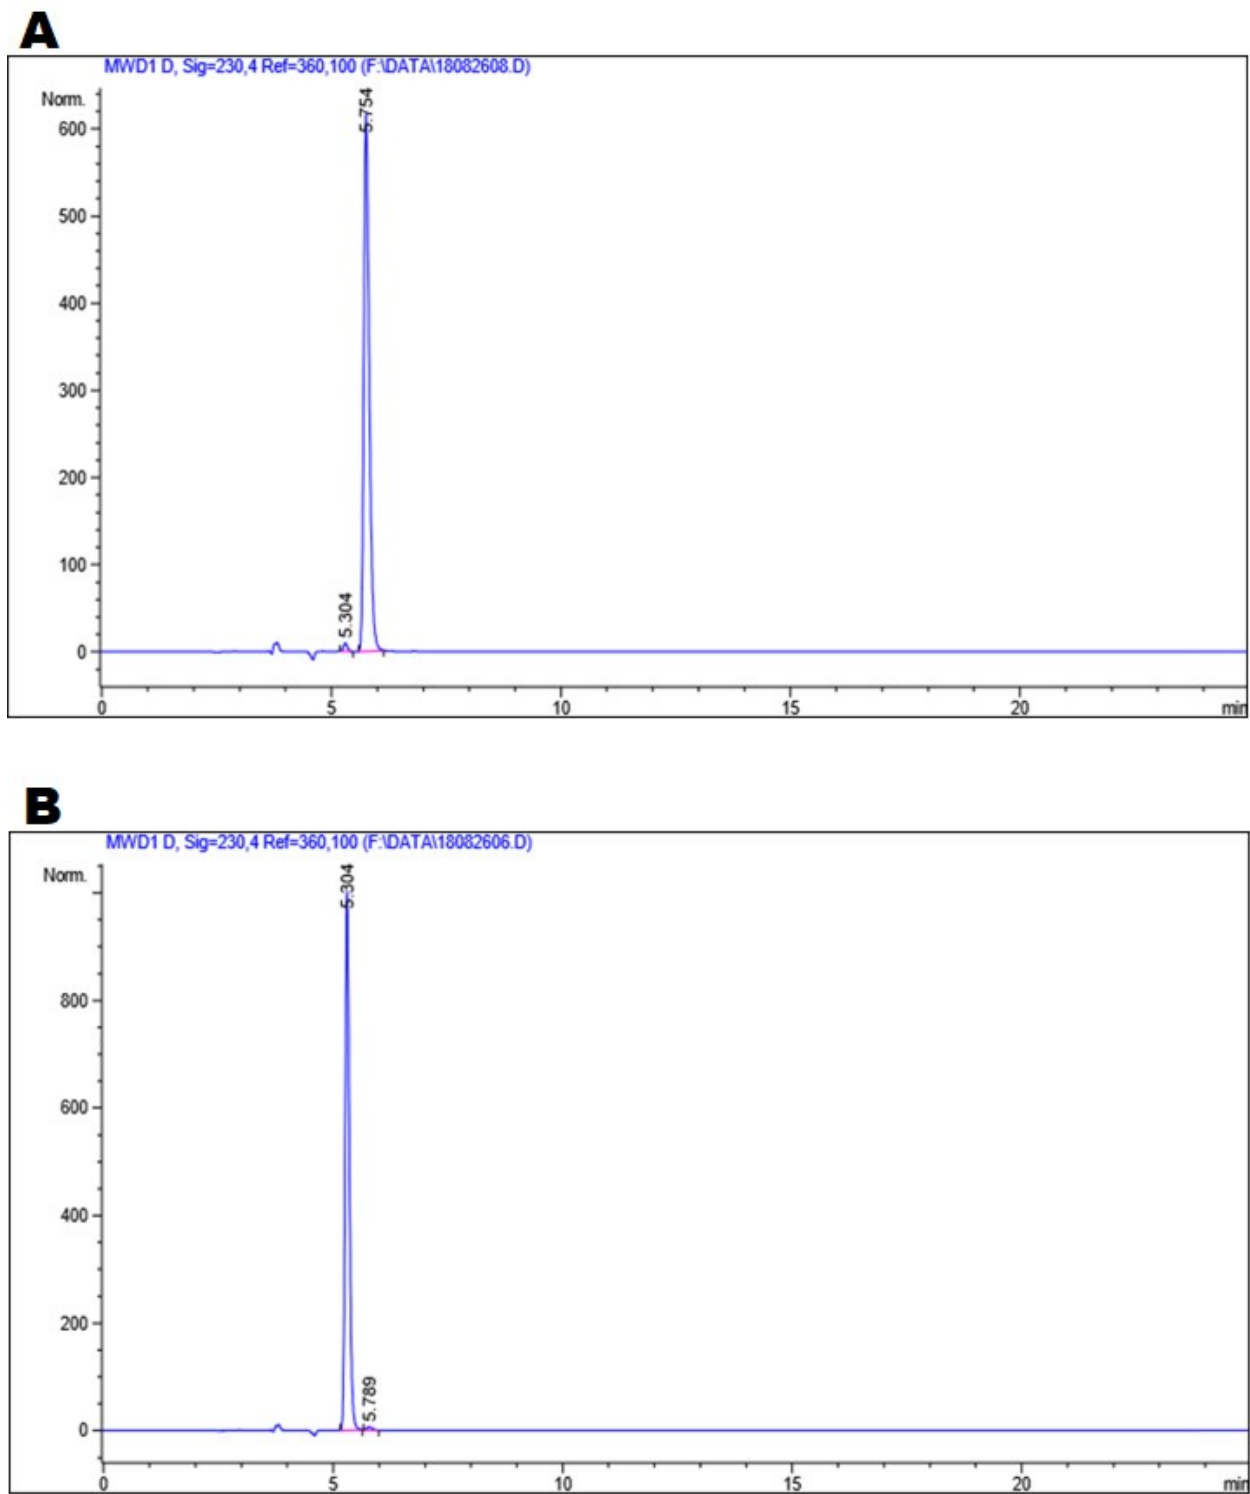 A
MWD1 D, Sig=230,4 Ref=360,100 (F:\DATA\18082608.D)
Norm.
5.754
600
500
400
300
200
100
5.304
0
0 5 10 15 20 min
B
MWD1 D, Sig=230,4 Ref=360,100 (F:\DATA\18082606.D)
Norm.
5.304
800
600
400
200
5.789
0
0 5 10 15 20 min